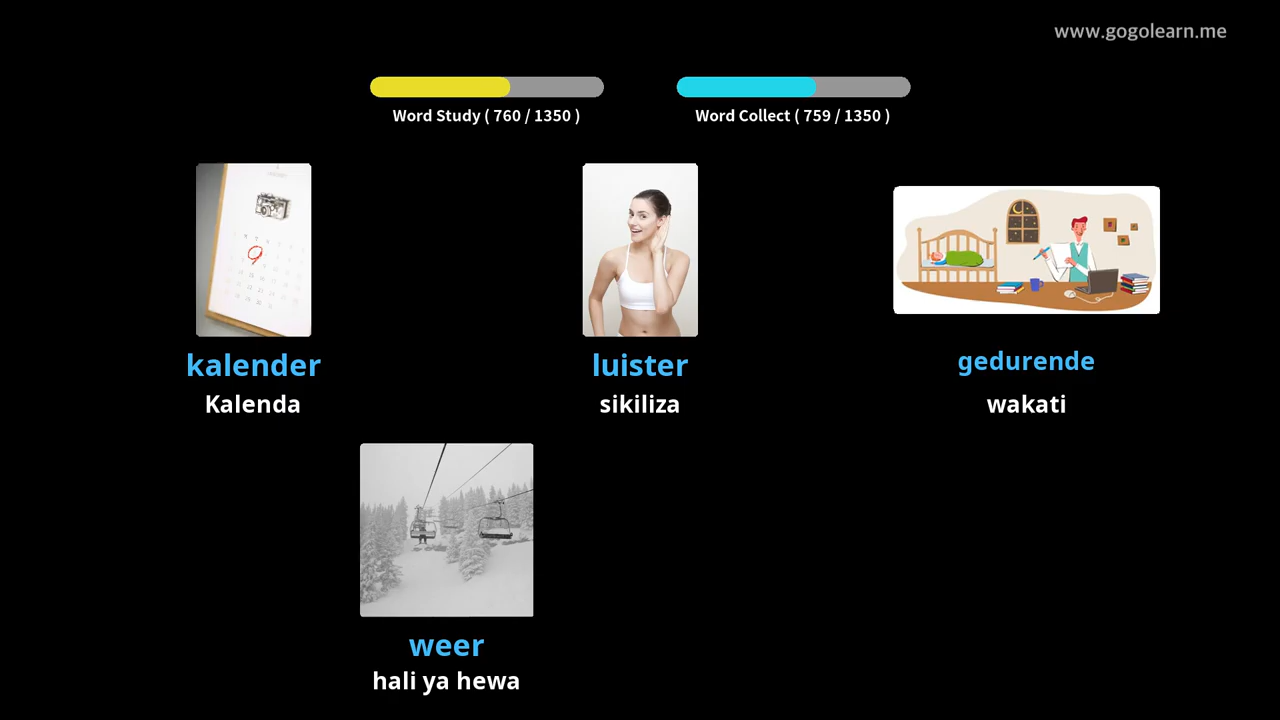 www.gogolearn.me
Word Study ( 760 / 1350 )
Word Collect ( 759 / 1350 )
kalender
Kalenda
luister
sikiliza
gedurende
wakati
weer
hali ya hewa